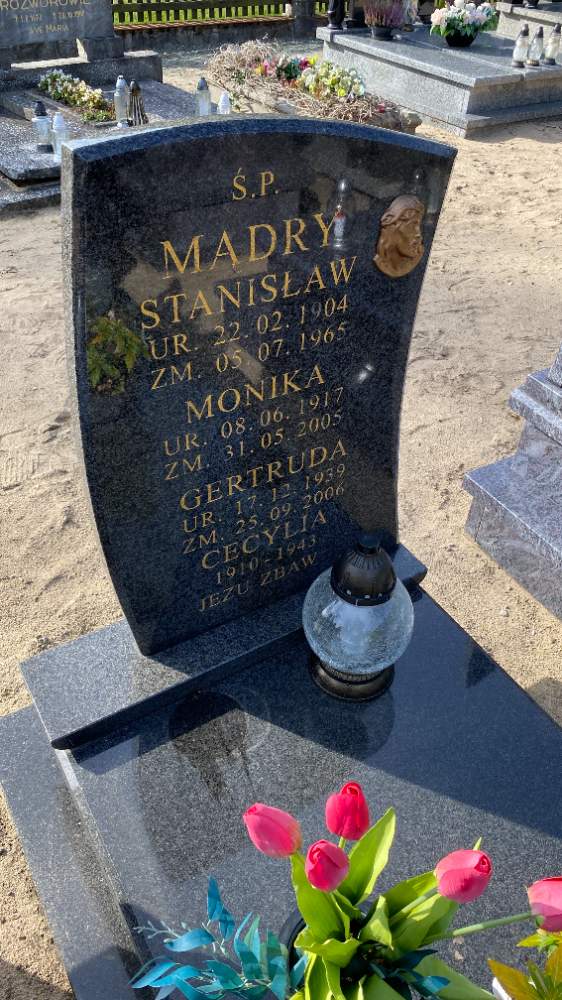 Ś.P.
MĄDRY
STANISŁAW
UR. 22. 02. 1904
ZM. 05. 07. 1965
MONIKA
UR. 08. 06. 1917
ZM. 31. 05. 2005
GERTRUDA
UR. 17. 12. 1939
ZM. 25. 09. 2006
CECYLIA
1910 - 1943
JEZU ZBAW